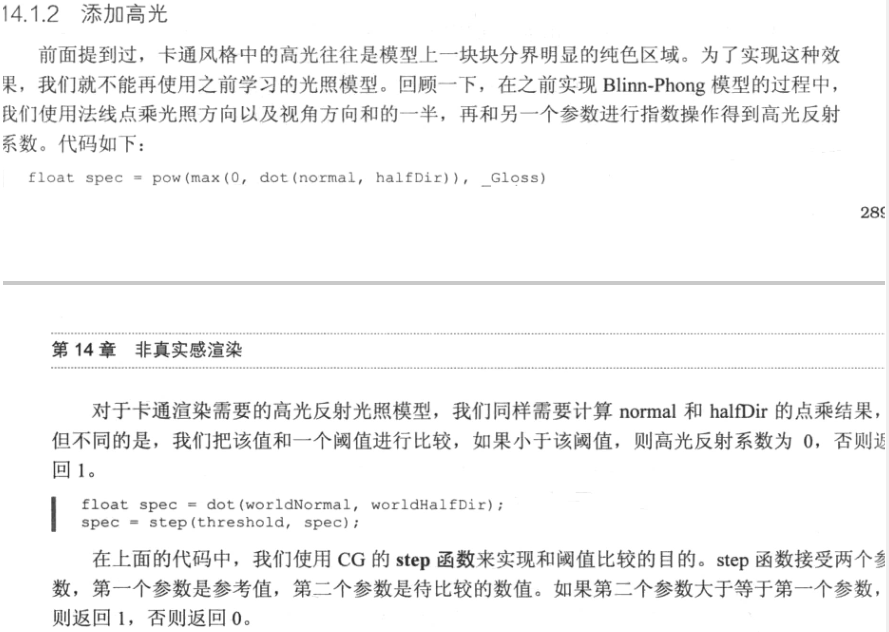 14.1.2 添加高光
前面提到过，卡通风格中的高光往往是模型上一块块分界明显的纯色区域。为了实现这种效
果，我们就不能再使用之前学习的光照模型。回顾一下，在之前实现 Blinn-Phong 模型的过程中，
我们使用法线点乘光照方向以及视角方向和的一半，再和另一个参数进行指数操作得到高光反射
系数。代码如下：
float spec = pow(max(0, dot(normal, halfDir)), _Gloss)
289
第 14 章 非真实感渲染
对于卡通渲染需要的高光反射光照模型，我们同样需要计算 normal 和 halfDir 的点乘结果，
但不同的是，我们把该值和一个阈值进行比较，如果小于该阈值，则高光反射系数为 0，否则返
回 1。
float spec = dot(worldNormal, worldHalfDir);
spec = step(threshold, spec);
在上面的代码中，我们使用 CG 的 step 函数来实现和阈值比较的目的。step 函数接受两个参
数，第一个参数是参考值，第二个参数是待比较的数值。如果第二个参数大于等于第一个参数，
则返回 1，否则返回 0。